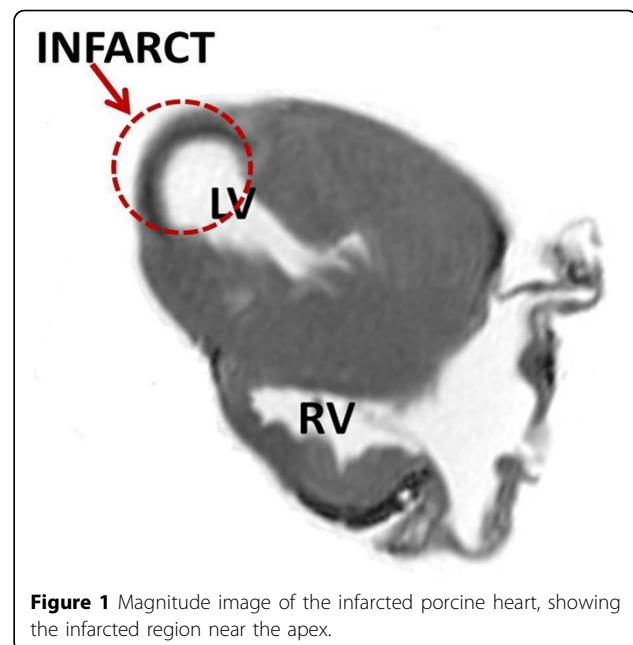 INFARCT
LV
RV
Figure 1 Magnitude image of the infarcted porcine heart, showing
the infarcted region near the apex.